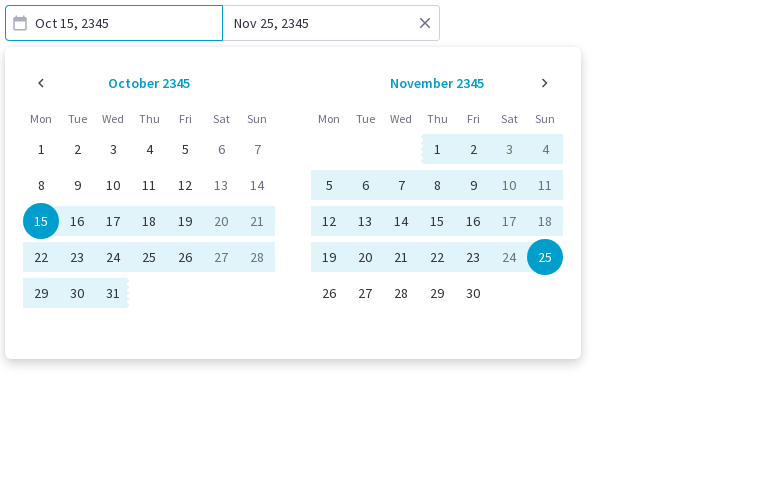 Oct 15, 2345 Nov 25, 2345
October 2345
Mon Tue Wed Thu Fri Sat Sun
1 2 3 4 5 6 7
8 9 10 11 12 13 14
15 16 17 18 19 20 21
22 23 24 25 26 27 28
29 30 31
November 2345
Mon Tue Wed Thu Fri Sat Sun
1 2 3 4
5 6 7 8 9 10 11
12 13 14 15 16 17 18
19 20 21 22 23 24 25
26 27 28 29 30